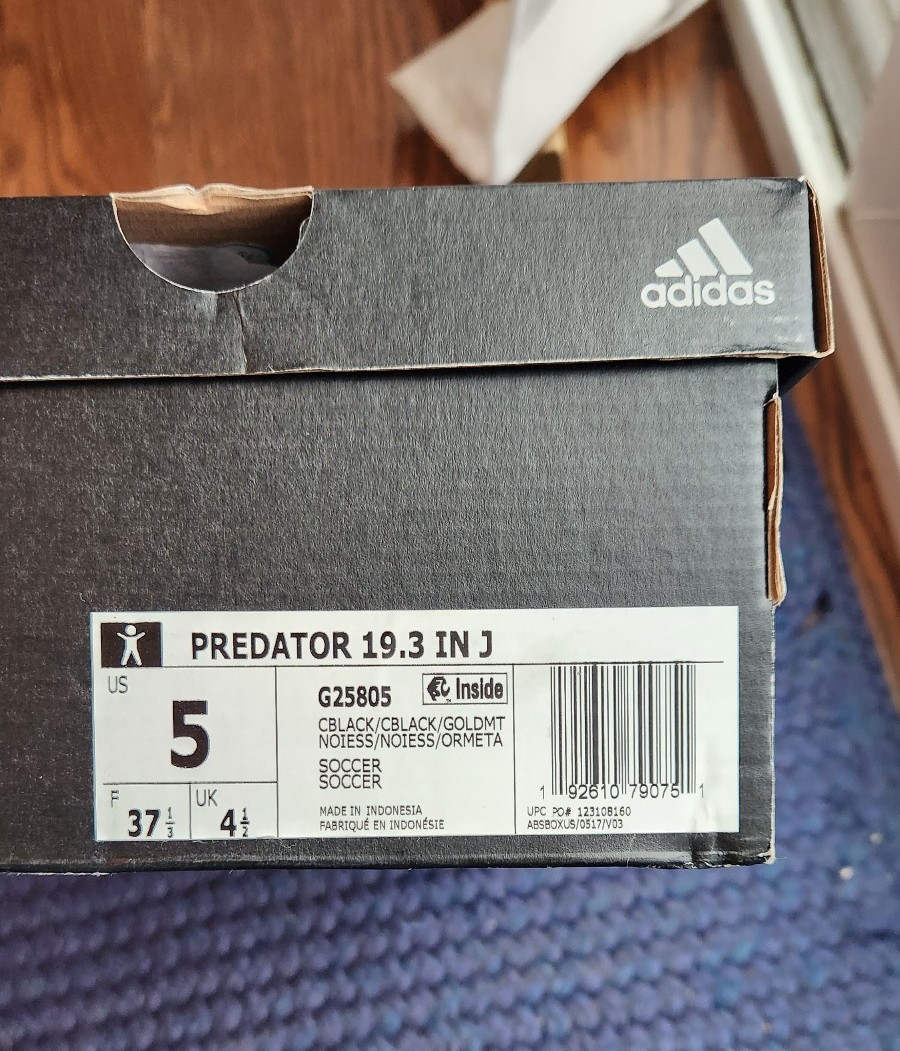 adidas
PREDATOR 19.3 IN J
US
5
F
37 1/3
UK
4 1/2
G25805
Inside
CBLACK/CBLACK/GOLDMT
NOIESS/NOIESS/ORMETA
SOCCER
SOCCER
MADE IN INDONESIA
FABRIQUÉ EN INDONÉSIE
1 92610 79075 1
UPC PO# 123108160
ABSBOXUS/0517/V03